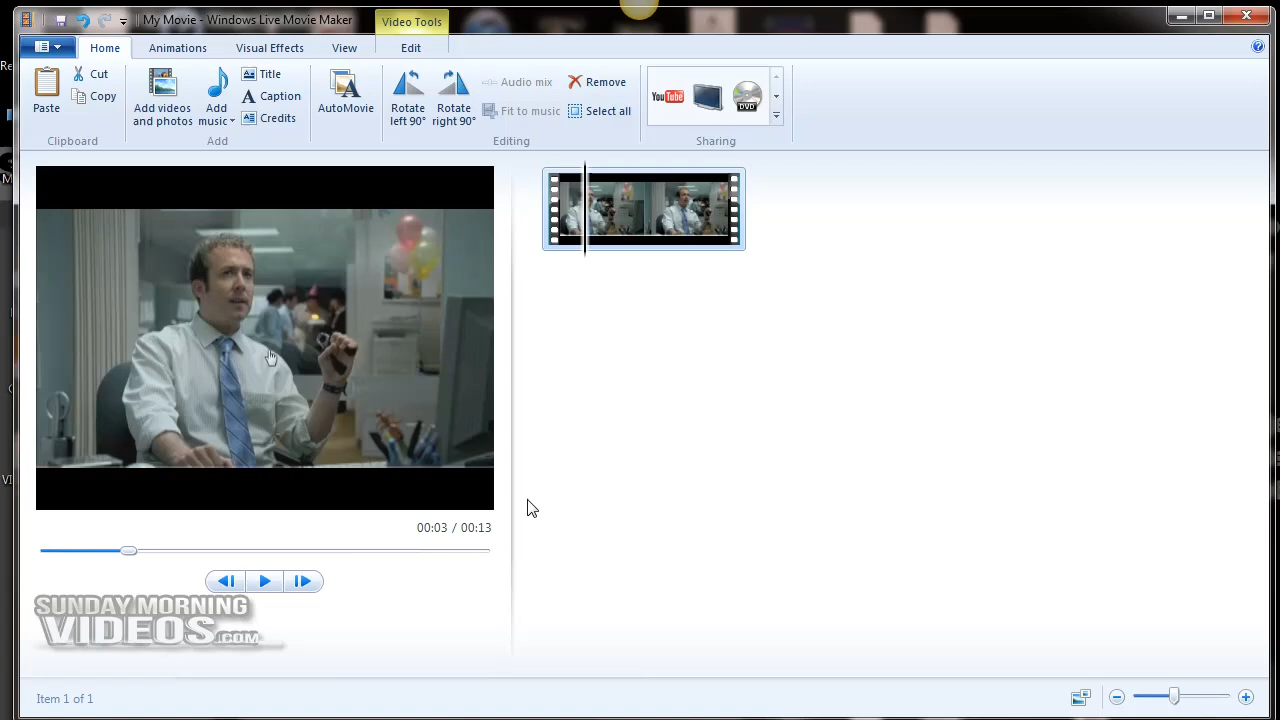 My Movie - Windows Live Movie Maker
Video Tools
Home
Animations
Visual Effects
View
Edit
Paste
Cut
Copy
Clipboard
Add videos
and photos
Add
music
Title
Caption
Credits
Add
AutoMovie
Rotate
left 90°
Rotate
right 90°
Audio mix
Fit to music
Remove
Select all
Editing
YouTube
DVD
Sharing
00:03 / 00:13
SUNDAY MORNING
VIDEOS.COM
Item 1 of 1